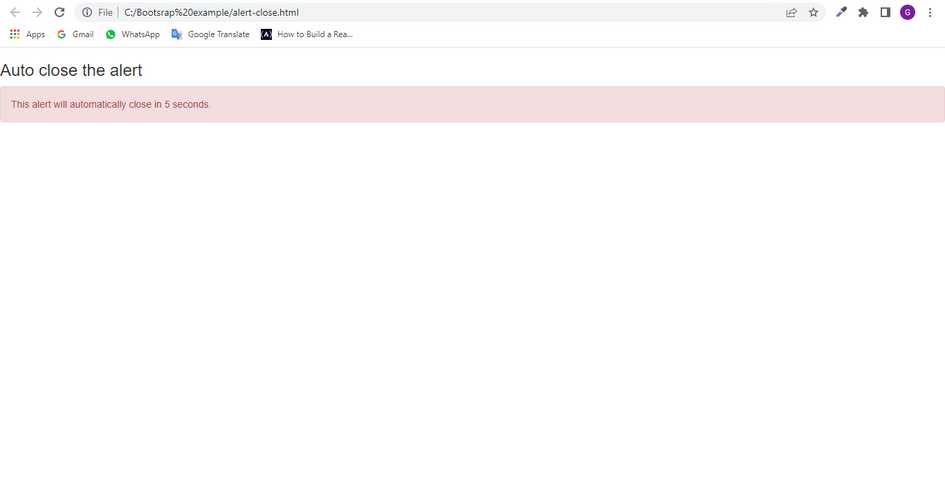 File | C:/Bootsrap%20example/alert-close.html
G
Apps Gmail WhatsApp Google Translate How to Build a Rea...
Auto close the alert
This alert will automatically close in 5 seconds.